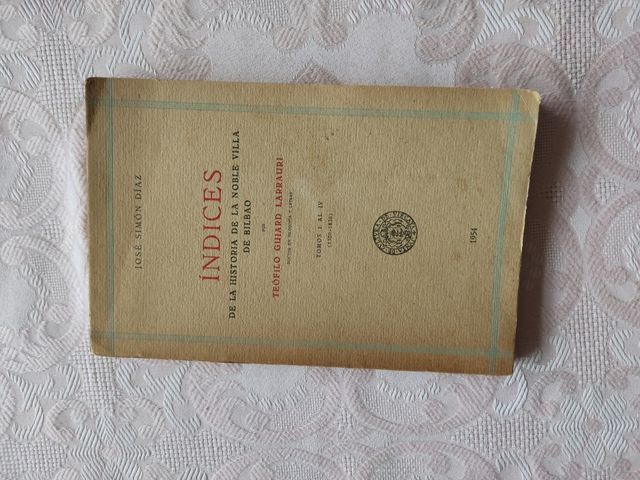 JOSÉ SIMÓN DÍAZ
ÍNDICES
DE LA HISTORIA DE LA NOBLE VILLA
DE BILBAO
POR
TEÓFILO GUIARD LARRAURI
TOMOS I AL IV
1954